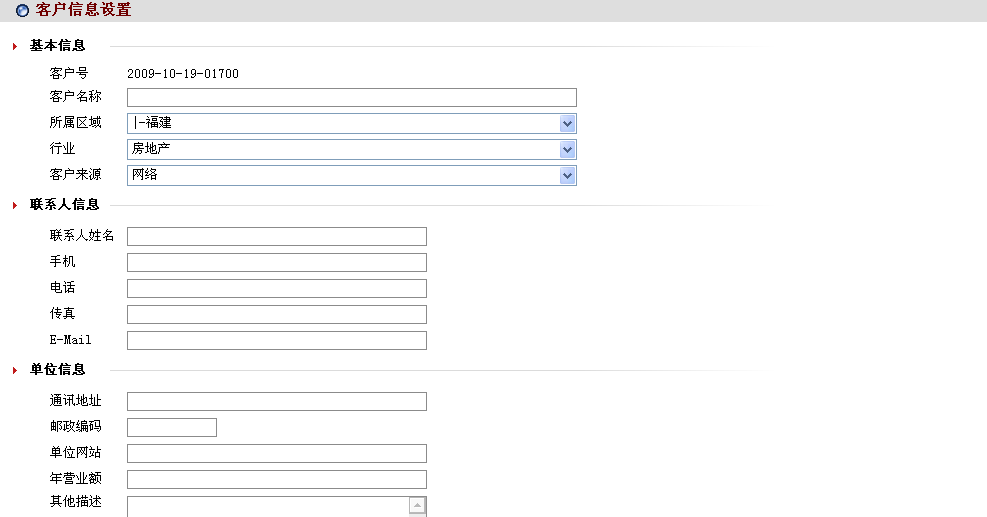 客户信息设置
基本信息
客户号 2009-10-19-01700
客户名称
所属区域 |-福建
行业 房地产
客户来源 网络
联系人信息
联系人姓名
手机
电话
传真
E-Mail
单位信息
通讯地址
邮政编码
单位网站
年营业额
其他描述